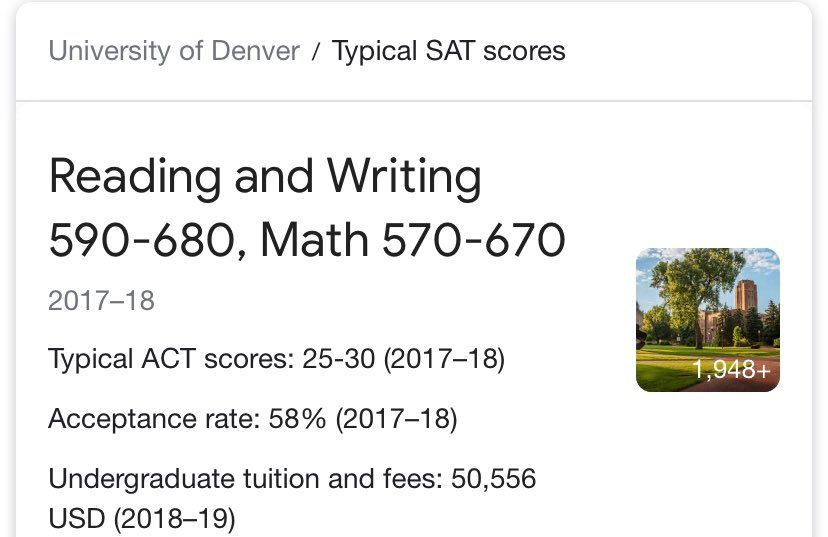 University of Denver / Typical SAT scores
Reading and Writing
590-680, Math 570-670
2017–18
Typical ACT scores: 25-30 (2017–18)
1,948+
Acceptance rate: 58% (2017–18)
Undergraduate tuition and fees: 50,556
USD (2018–19)